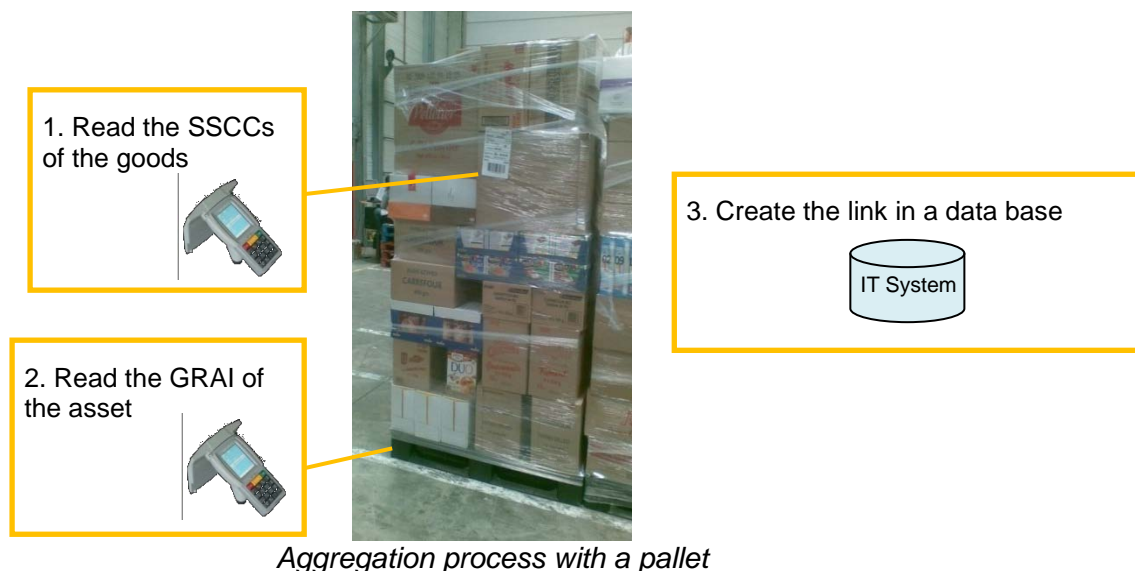 1. Read the SSCCs
of the goods
2. Read the GRAI of
the asset
3. Create the link in a data base
IT System
Pelletier
CARREFOUR
DUO
Aggregation process with a pallet